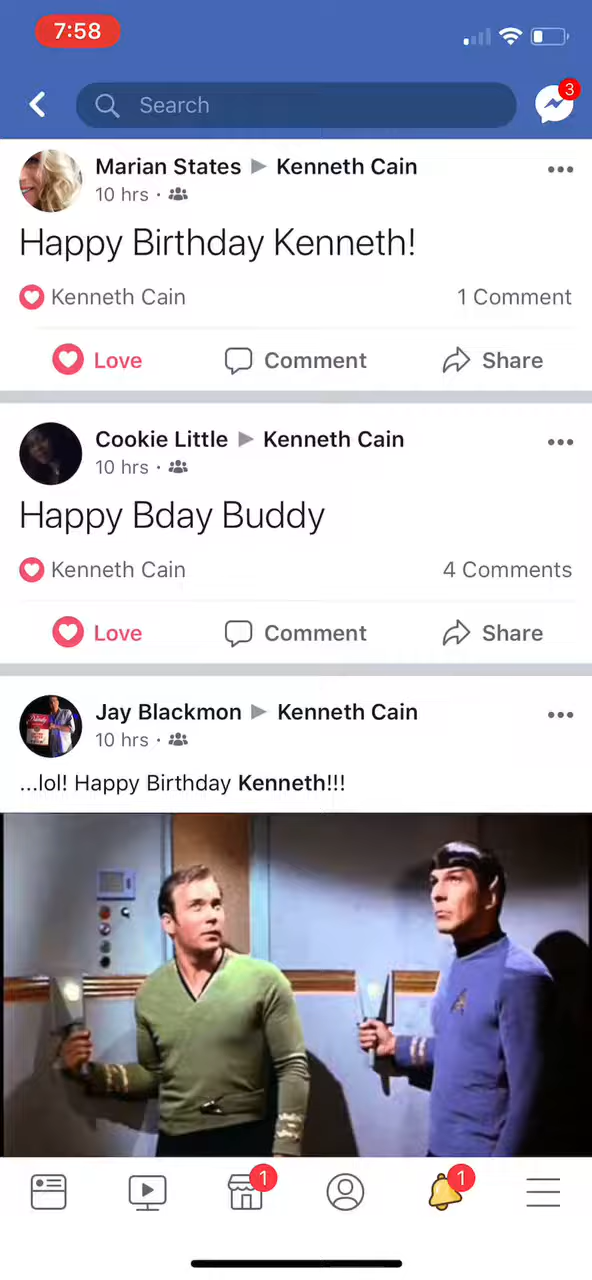 7:58
Search
3
Marian States ▶ Kenneth Cain
10 hrs ·
Happy Birthday Kenneth!
Kenneth Cain 1 Comment
Love Comment Share
Cookie Little ▶ Kenneth Cain
10 hrs ·
Happy Bday Buddy
Kenneth Cain 4 Comments
Love Comment Share
Jay Blackmon ▶ Kenneth Cain
10 hrs ·
...lol! Happy Birthday Kenneth!!!
1 1